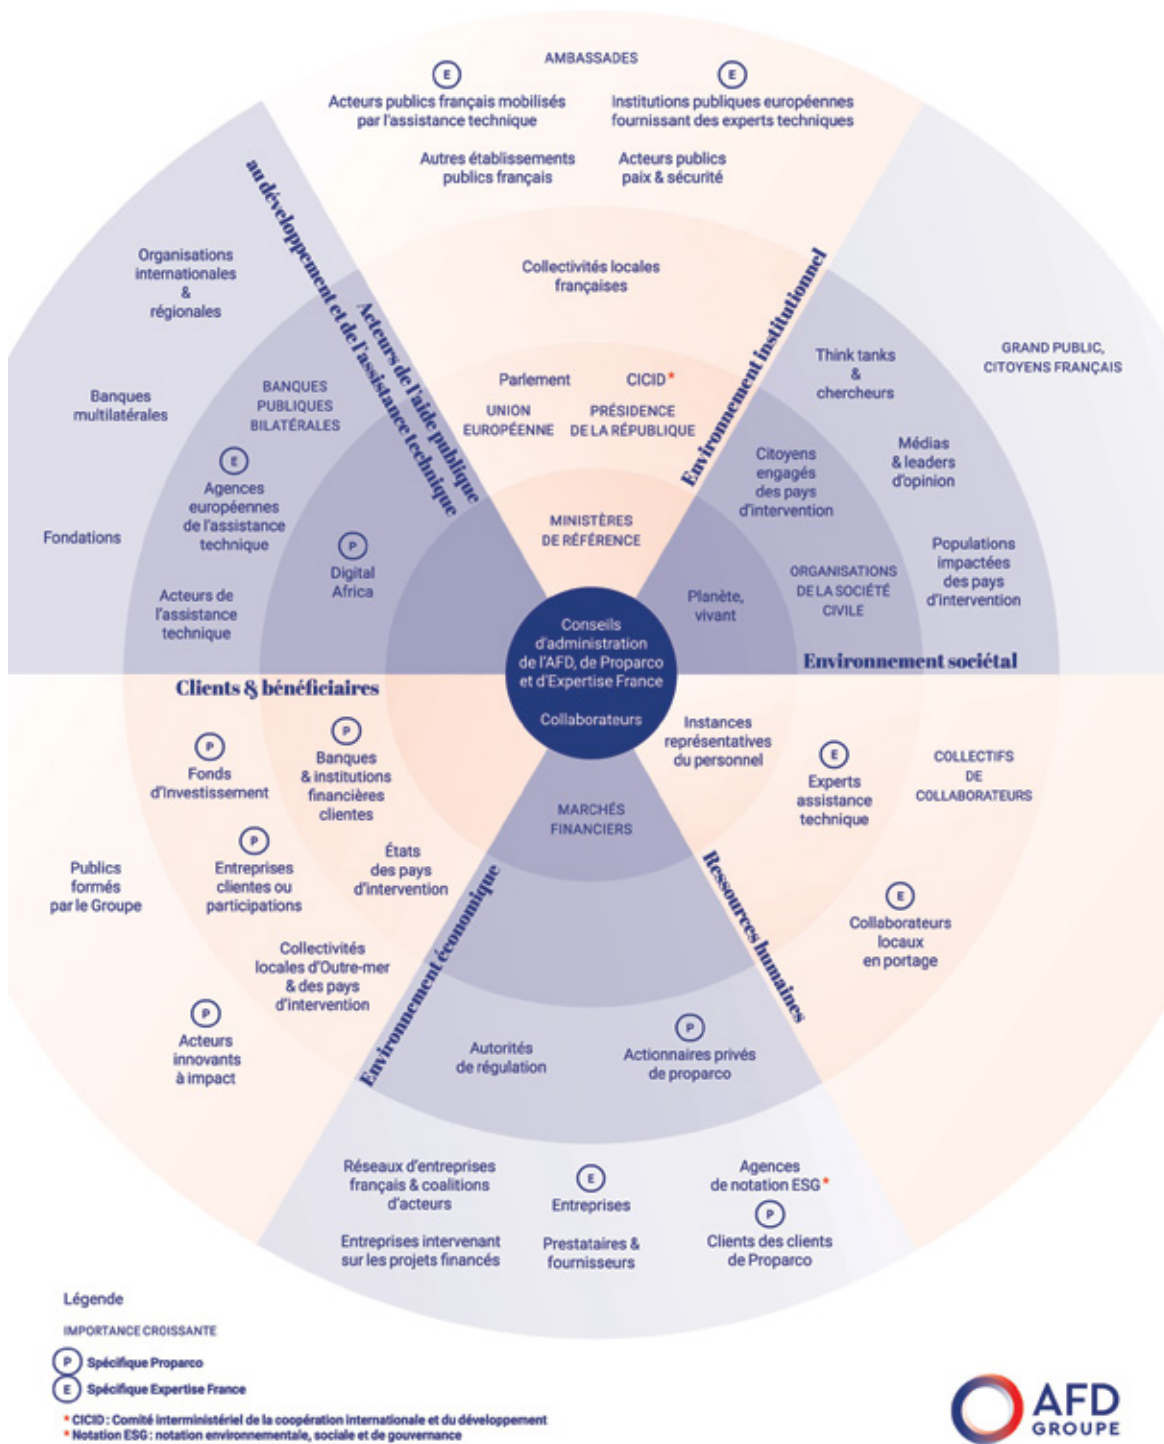 AMBASSADES
E
Acteurs publics français mobilisés
par l'assistance technique
E
Institutions publiques européennes
fournissant des experts techniques
Autres établissements
publics français
Acteurs publics
paix & sécurité
Collectivités locales
françaises
Parlement
CICID*
UNION
EUROPÉENNE
PRÉSIDENCE
DE LA RÉPUBLIQUE
MINISTÈRES
DE RÉFÉRENCE
Environnement institutionnel
GRAND PUBLIC,
CITOYENS FRANÇAIS
Think tanks
&
chercheurs
Médias
& leaders
d'opinion
Citoyens
engagés
des pays
d'intervention
Populations
impactées
des pays
d'intervention
ORGANISATIONS
DE LA SOCIÉTÉ
CIVILE
Planète,
vivant
Environnement sociétal
Acteurs de l'aide publique
au développement et de l'assistance technique
Organisations
internationales
&
régionales
Banques
multilatérales
BANQUES
PUBLIQUES
BILATÉRALES
E
Agences
européennes
de l'assistance
technique
Fondations
P
Digital
Africa
Acteurs de
l'assistance
technique
Conseils
d'administration
de l'AFD, de Proparco
et d'Expertise France
Collaborateurs
Clients & bénéficiaires
P
Fonds
d'investissement
P
Banques
& institutions
financières
clientes
P
Entreprises
clientes ou
participations
États
des pays
d'intervention
Publics
formés
par le Groupe
Collectivités
locales d'Outre-mer
& des pays
d'intervention
P
Acteurs
innovants
à impact
Instances
représentatives
du personnel
E
Experts
assistance
technique
COLLECTIFS
DE
COLLABORATEURS
E
Collaborateurs
locaux
en portage
Ressources humaines
MARCHÉS
FINANCIERS
Environnement économique
Autorités
de régulation
P
Actionnaires privés
de proparco
Réseaux d'entreprises
français & coalitions
d'acteurs
E
Entreprises
Agences
de notation ESG*
Entreprises intervenant
sur les projets financés
Prestataires &
fournisseurs
P
Clients des clients
de Proparco
Légende
IMPORTANCE CROISSANTE
P Spécifique Proparco
E Spécifique Expertise France
* CICID : Comité interministériel de la coopération internationale et du développement
* Notation ESG : notation environnementale, sociale et de gouvernance
AFD
GROUPE